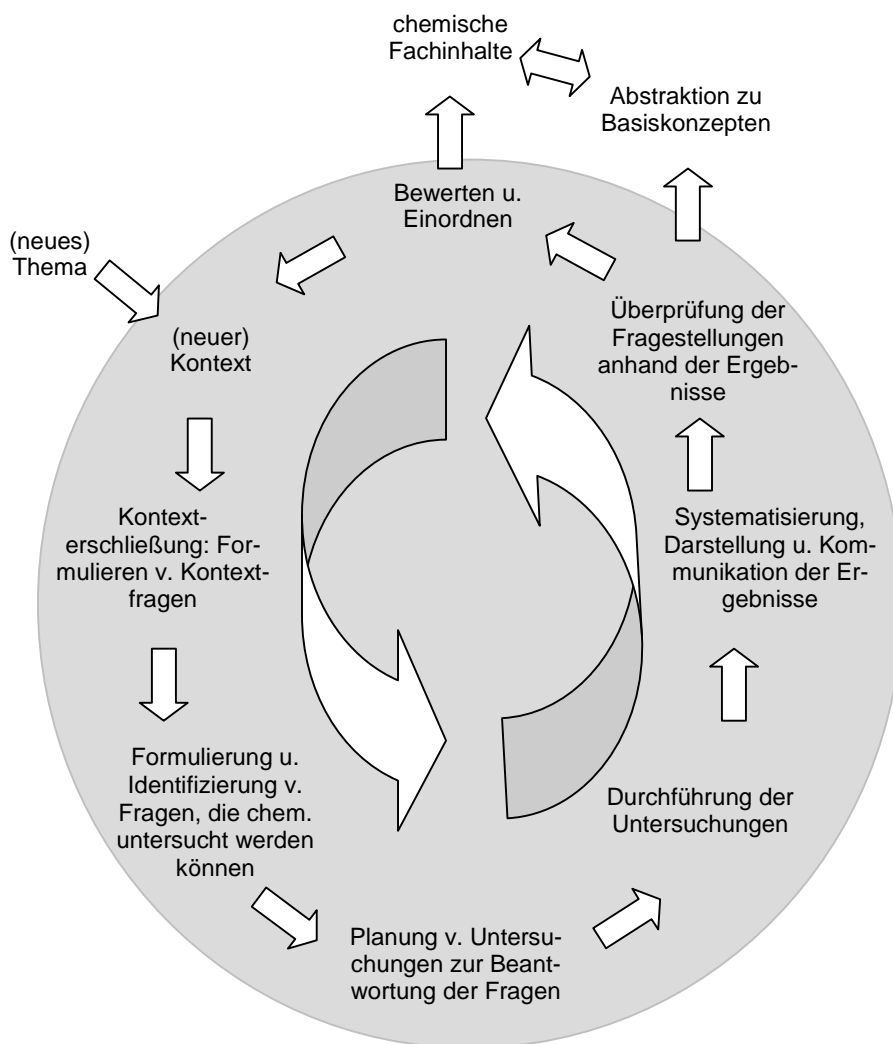 chemische
Fachinhalte
Abstraktion zu
Basiskonzepten
Bewerten u.
Einordnen
(neues)
Thema
(neuer)
Kontext
Überprüfung der
Fragestellungen
anhand der Ergeb-
nisse
Kontext-
erschließung: For-
mulieren v. Kontext-
fragen
Systematisierung,
Darstellung u. Kom-
munikation der Er-
gebnisse
Formulierung u.
Identifizierung v.
Fragen, die chem.
untersucht werden
können
Durchführung der
Untersuchungen
Planung v. Untersu-
chungen zur Beant-
wortung der Fragen